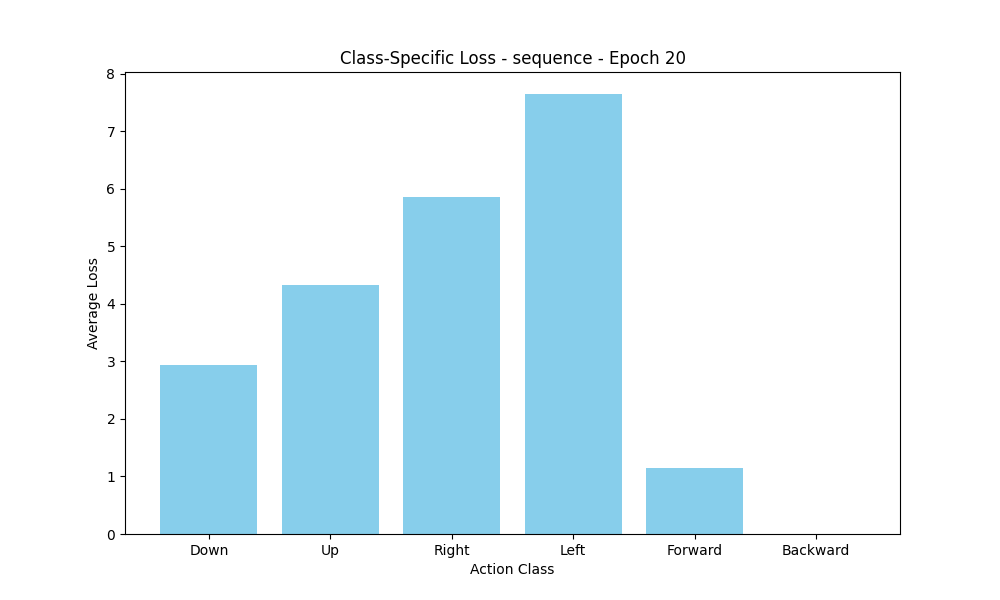 Class-Specific Loss - sequence - Epoch 20
8
7
6
5
4
3
2
1
0
Average Loss
Down Up Right Left Forward Backward
Action Class